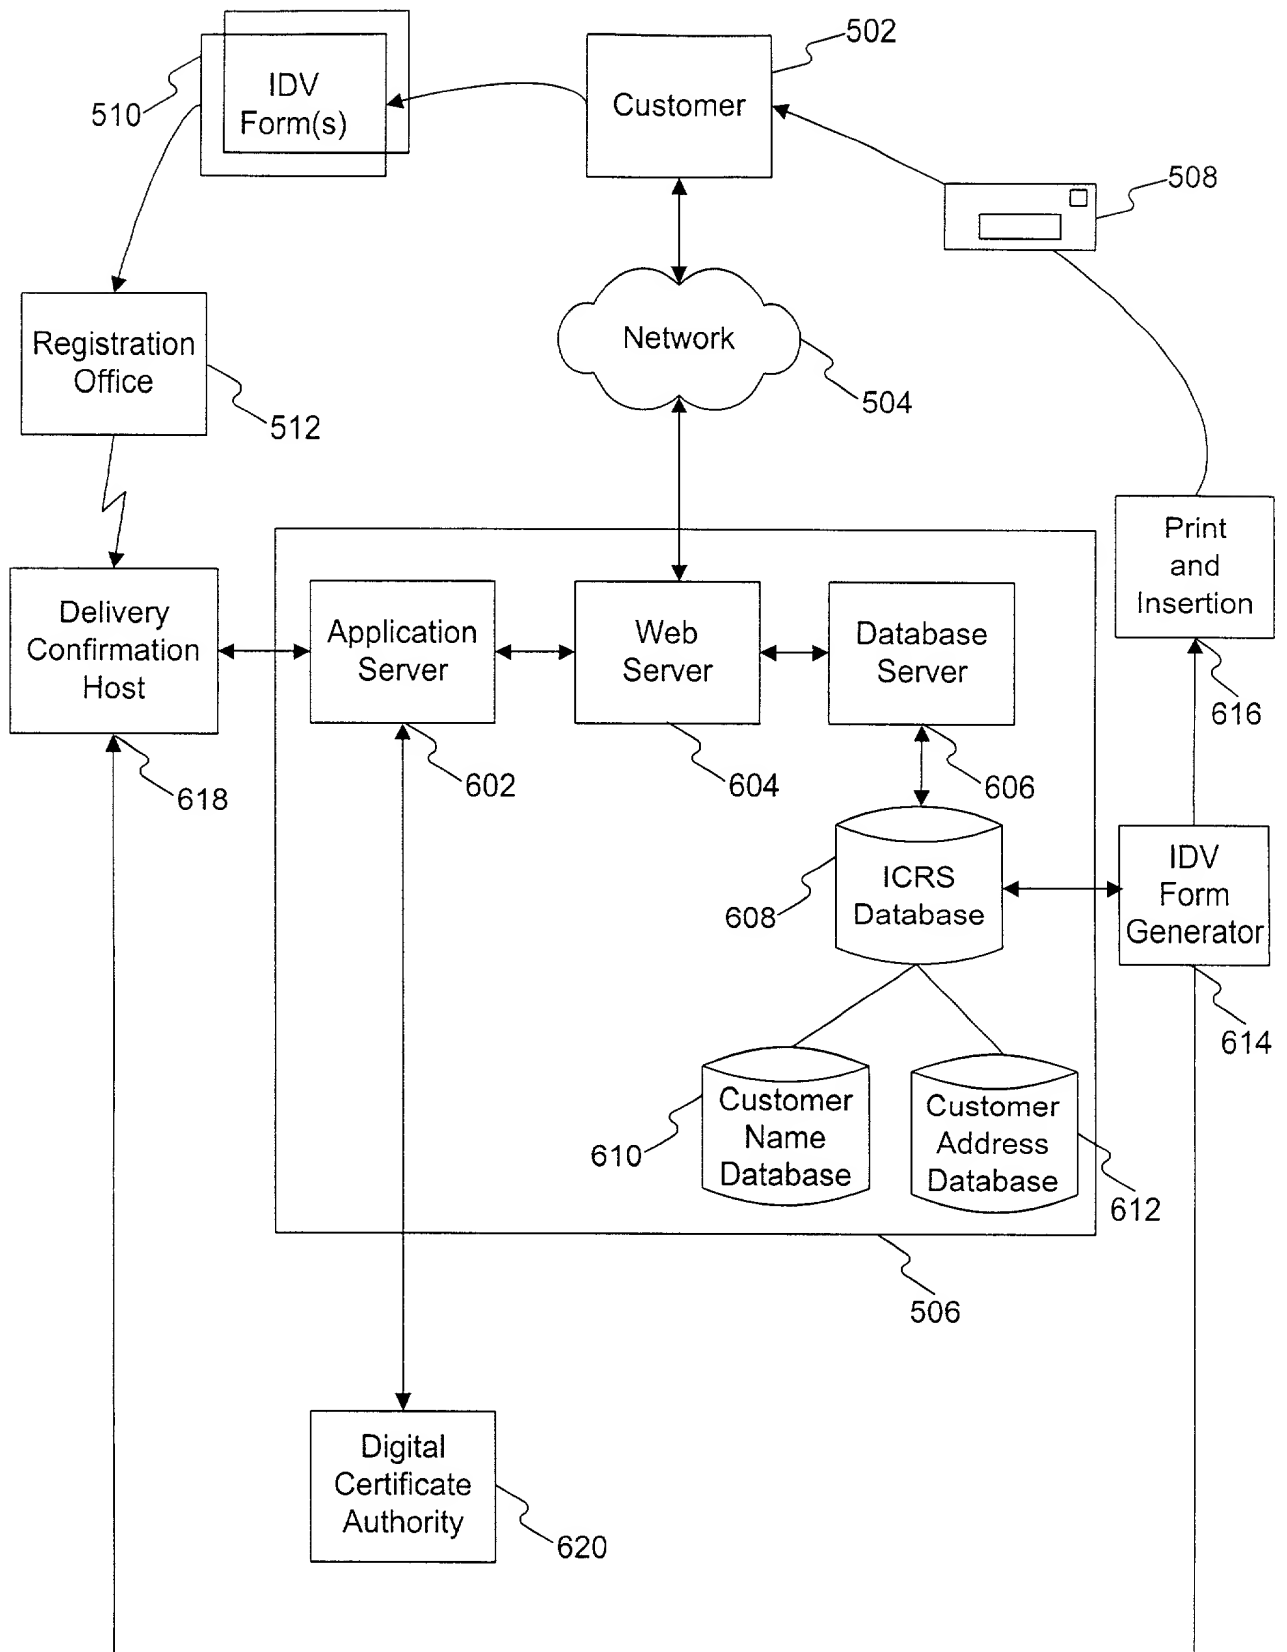 502
IDV
Form(s)
510
Customer
508
Network
504
Registration
Office
512
Print
and
Insertion
616
Delivery
Confirmation
Host
618
Application
Server
602
Web
Server
604
Database
Server
606
ICRS
Database
608
IDV
Form
Generator
614
Customer
Name
Database
610
Customer
Address
Database
612
506
Digital
Certificate
Authority
620